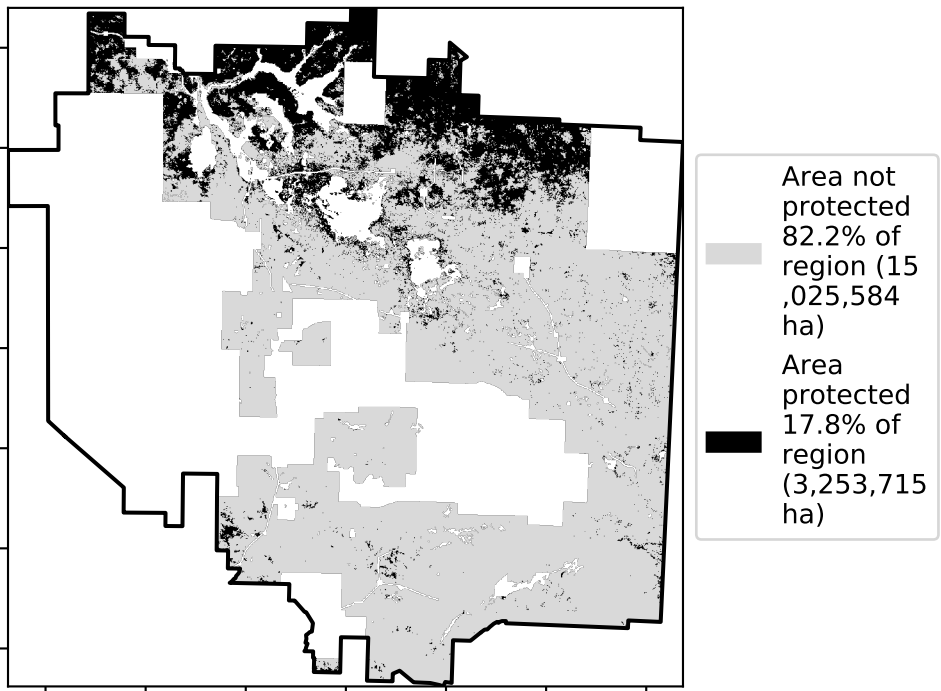 Area not
protected
82.2% of
region (15
,025,584
ha)
Area
protected
17.8% of
region
(3,253,715
ha)